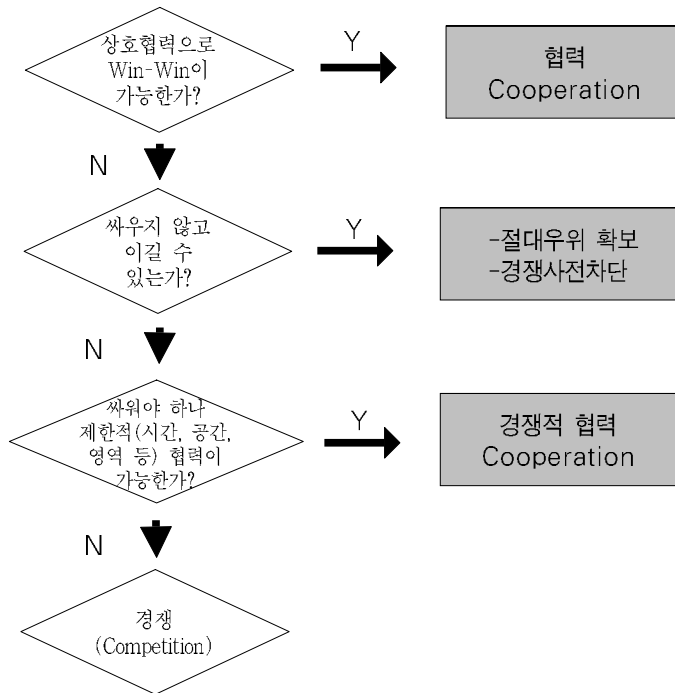 상호협력으로
Win-Win이
가능한가?
Y
협력
Cooperation
N
싸우지 않고
이길 수
있는가?
Y
-절대우위 확보
-경쟁사전차단
N
싸워야 하나
제한적(시간, 공간,
영역 등) 협력이
가능한가?
Y
경쟁적 협력
Cooperation
N
경쟁
(Competition)